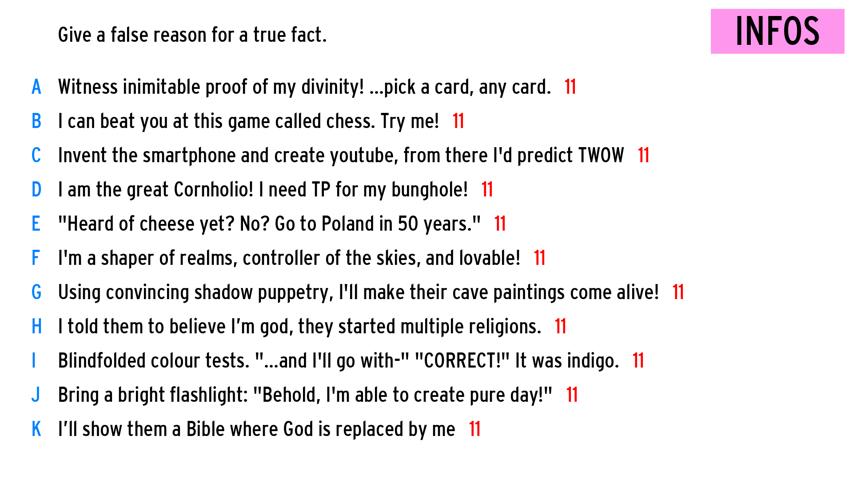 Give a false reason for a true fact.
INFOS
A Witness inimitable proof of my divinity! ...pick a card, any card. 11
B I can beat you at this game called chess. Try me! 11
C Invent the smartphone and create youtube, from there I'd predict TWOW 11
D I am the great Cornholio! I need TP for my bunghole! 11
E "Heard of cheese yet? No? Go to Poland in 50 years." 11
F I'm a shaper of realms, controller of the skies, and lovable! 11
G Using convincing shadow puppetry, I'll make their cave paintings come alive! 11
H I told them to believe I’m god, they started multiple religions. 11
I Blindfolded colour tests. "...and I'll go with-" "CORRECT!" It was indigo. 11
J Bring a bright flashlight: "Behold, I'm able to create pure day!" 11
K I’ll show them a Bible where God is replaced by me 11